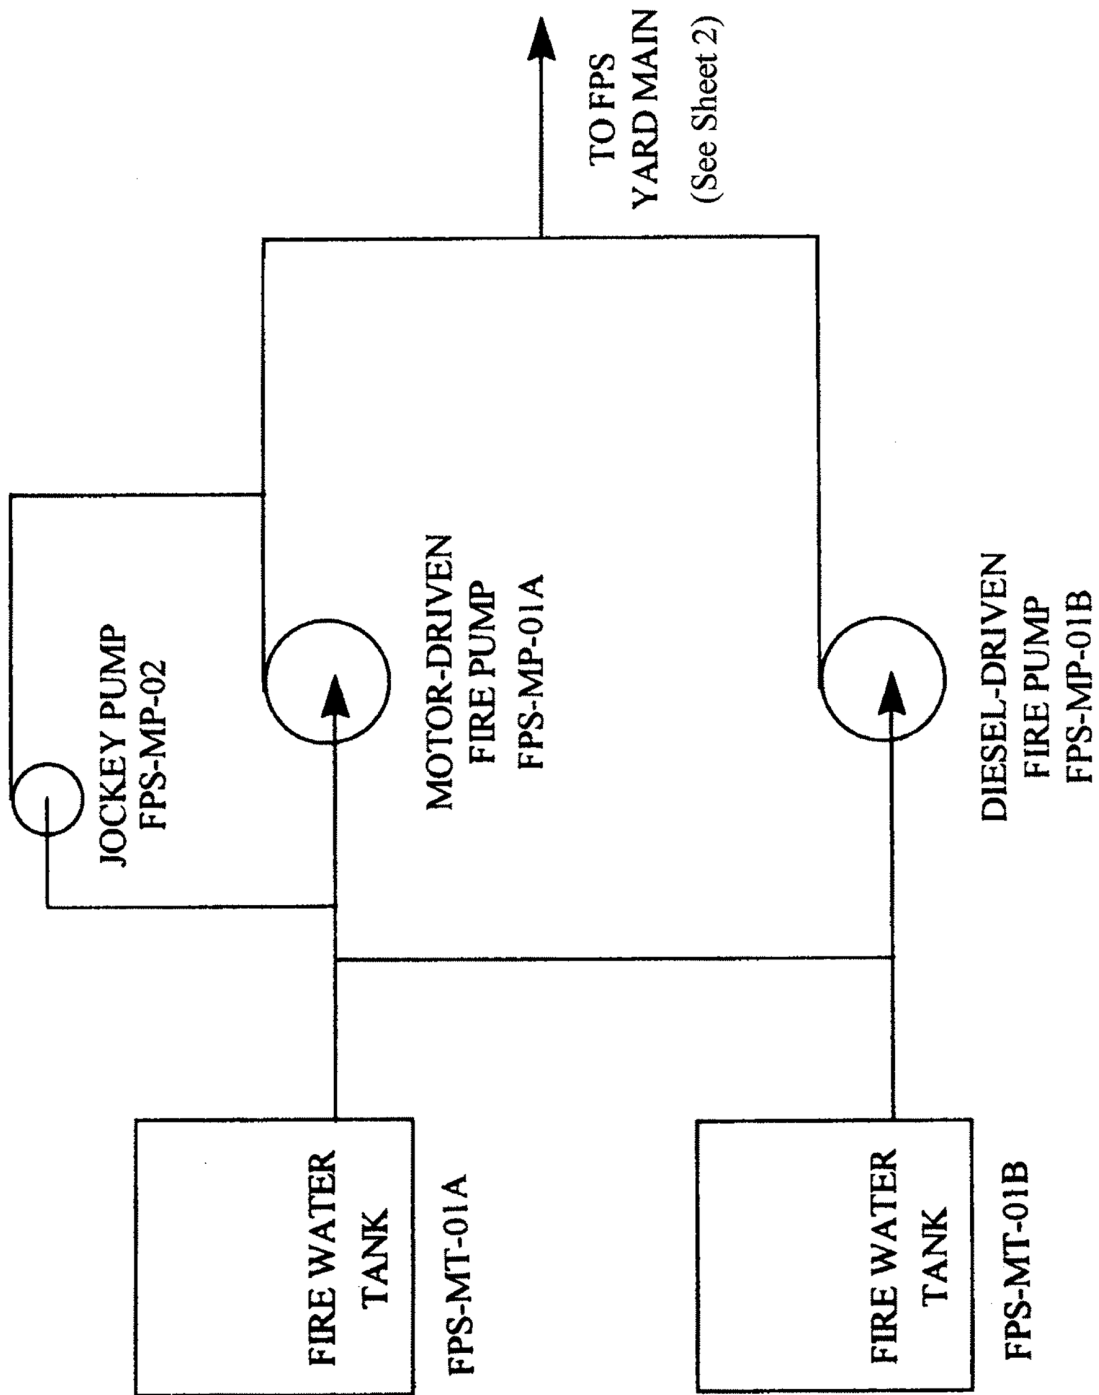 FIRE WATER
TANK
FPS-MT-01A
FIRE WATER
TANK
FPS-MT-01B
JOCKEY PUMP
FPS-MP-02
MOTOR-DRIVEN
FIRE PUMP
FPS-MP-01A
DIESEL-DRIVEN
FIRE PUMP
FPS-MP-01B
TO FPS
YARD MAIN
(See Sheet 2)